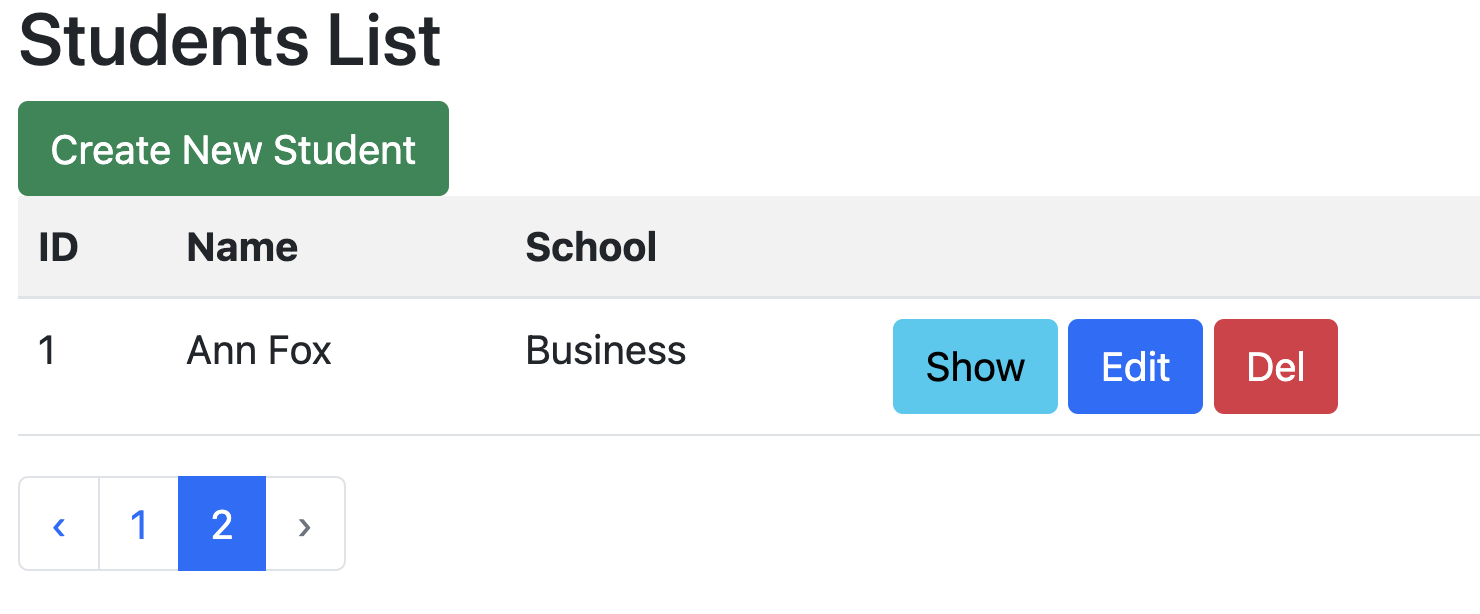 Students List
Create New Student
ID Name School
1 Ann Fox Business Show Edit Del
‹ 1 2 ›